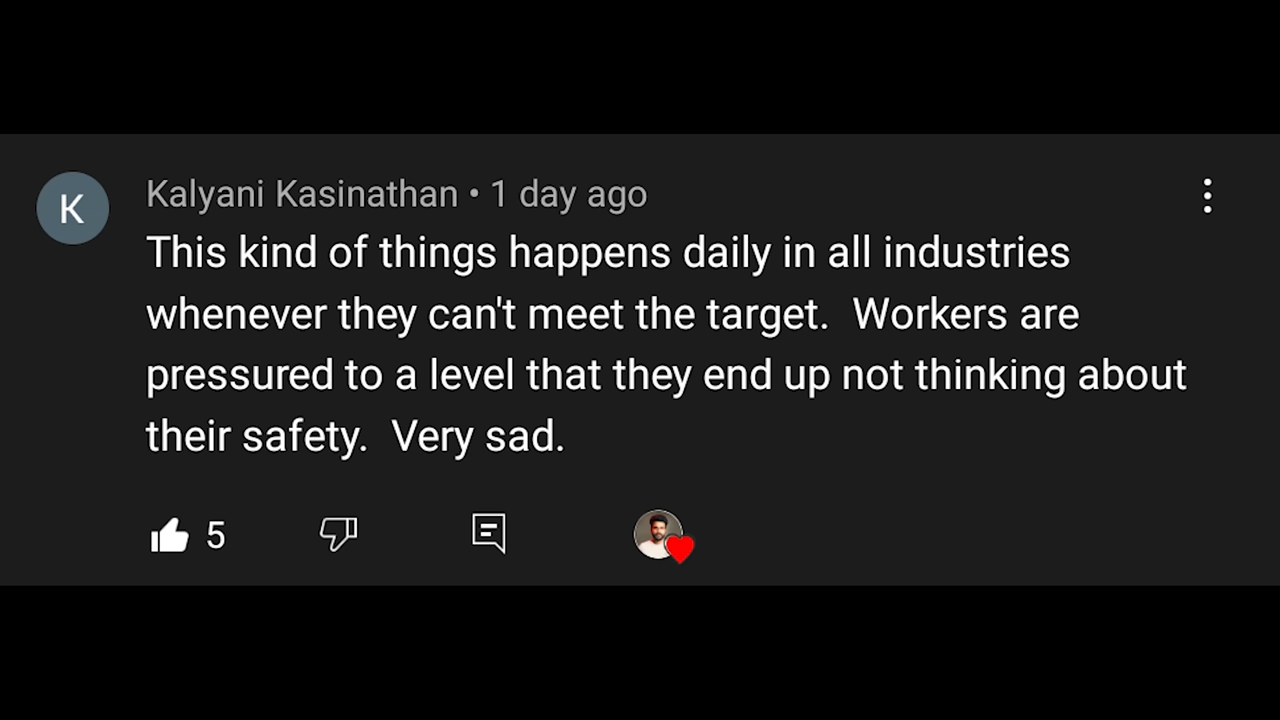 K
Kalyani Kasinathan • 1 day ago
This kind of things happens daily in all industries
whenever they can't meet the target.  Workers are
pressured to a level that they end up not thinking about
their safety.  Very sad.
5